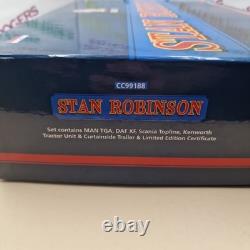 CC99188
STAN ROBINSON
Set contains MAN TGA, DAF XF, Scania Topline, Kenworth
Tractor Unit & Curtainside Trailer & Limited Edition Certificate